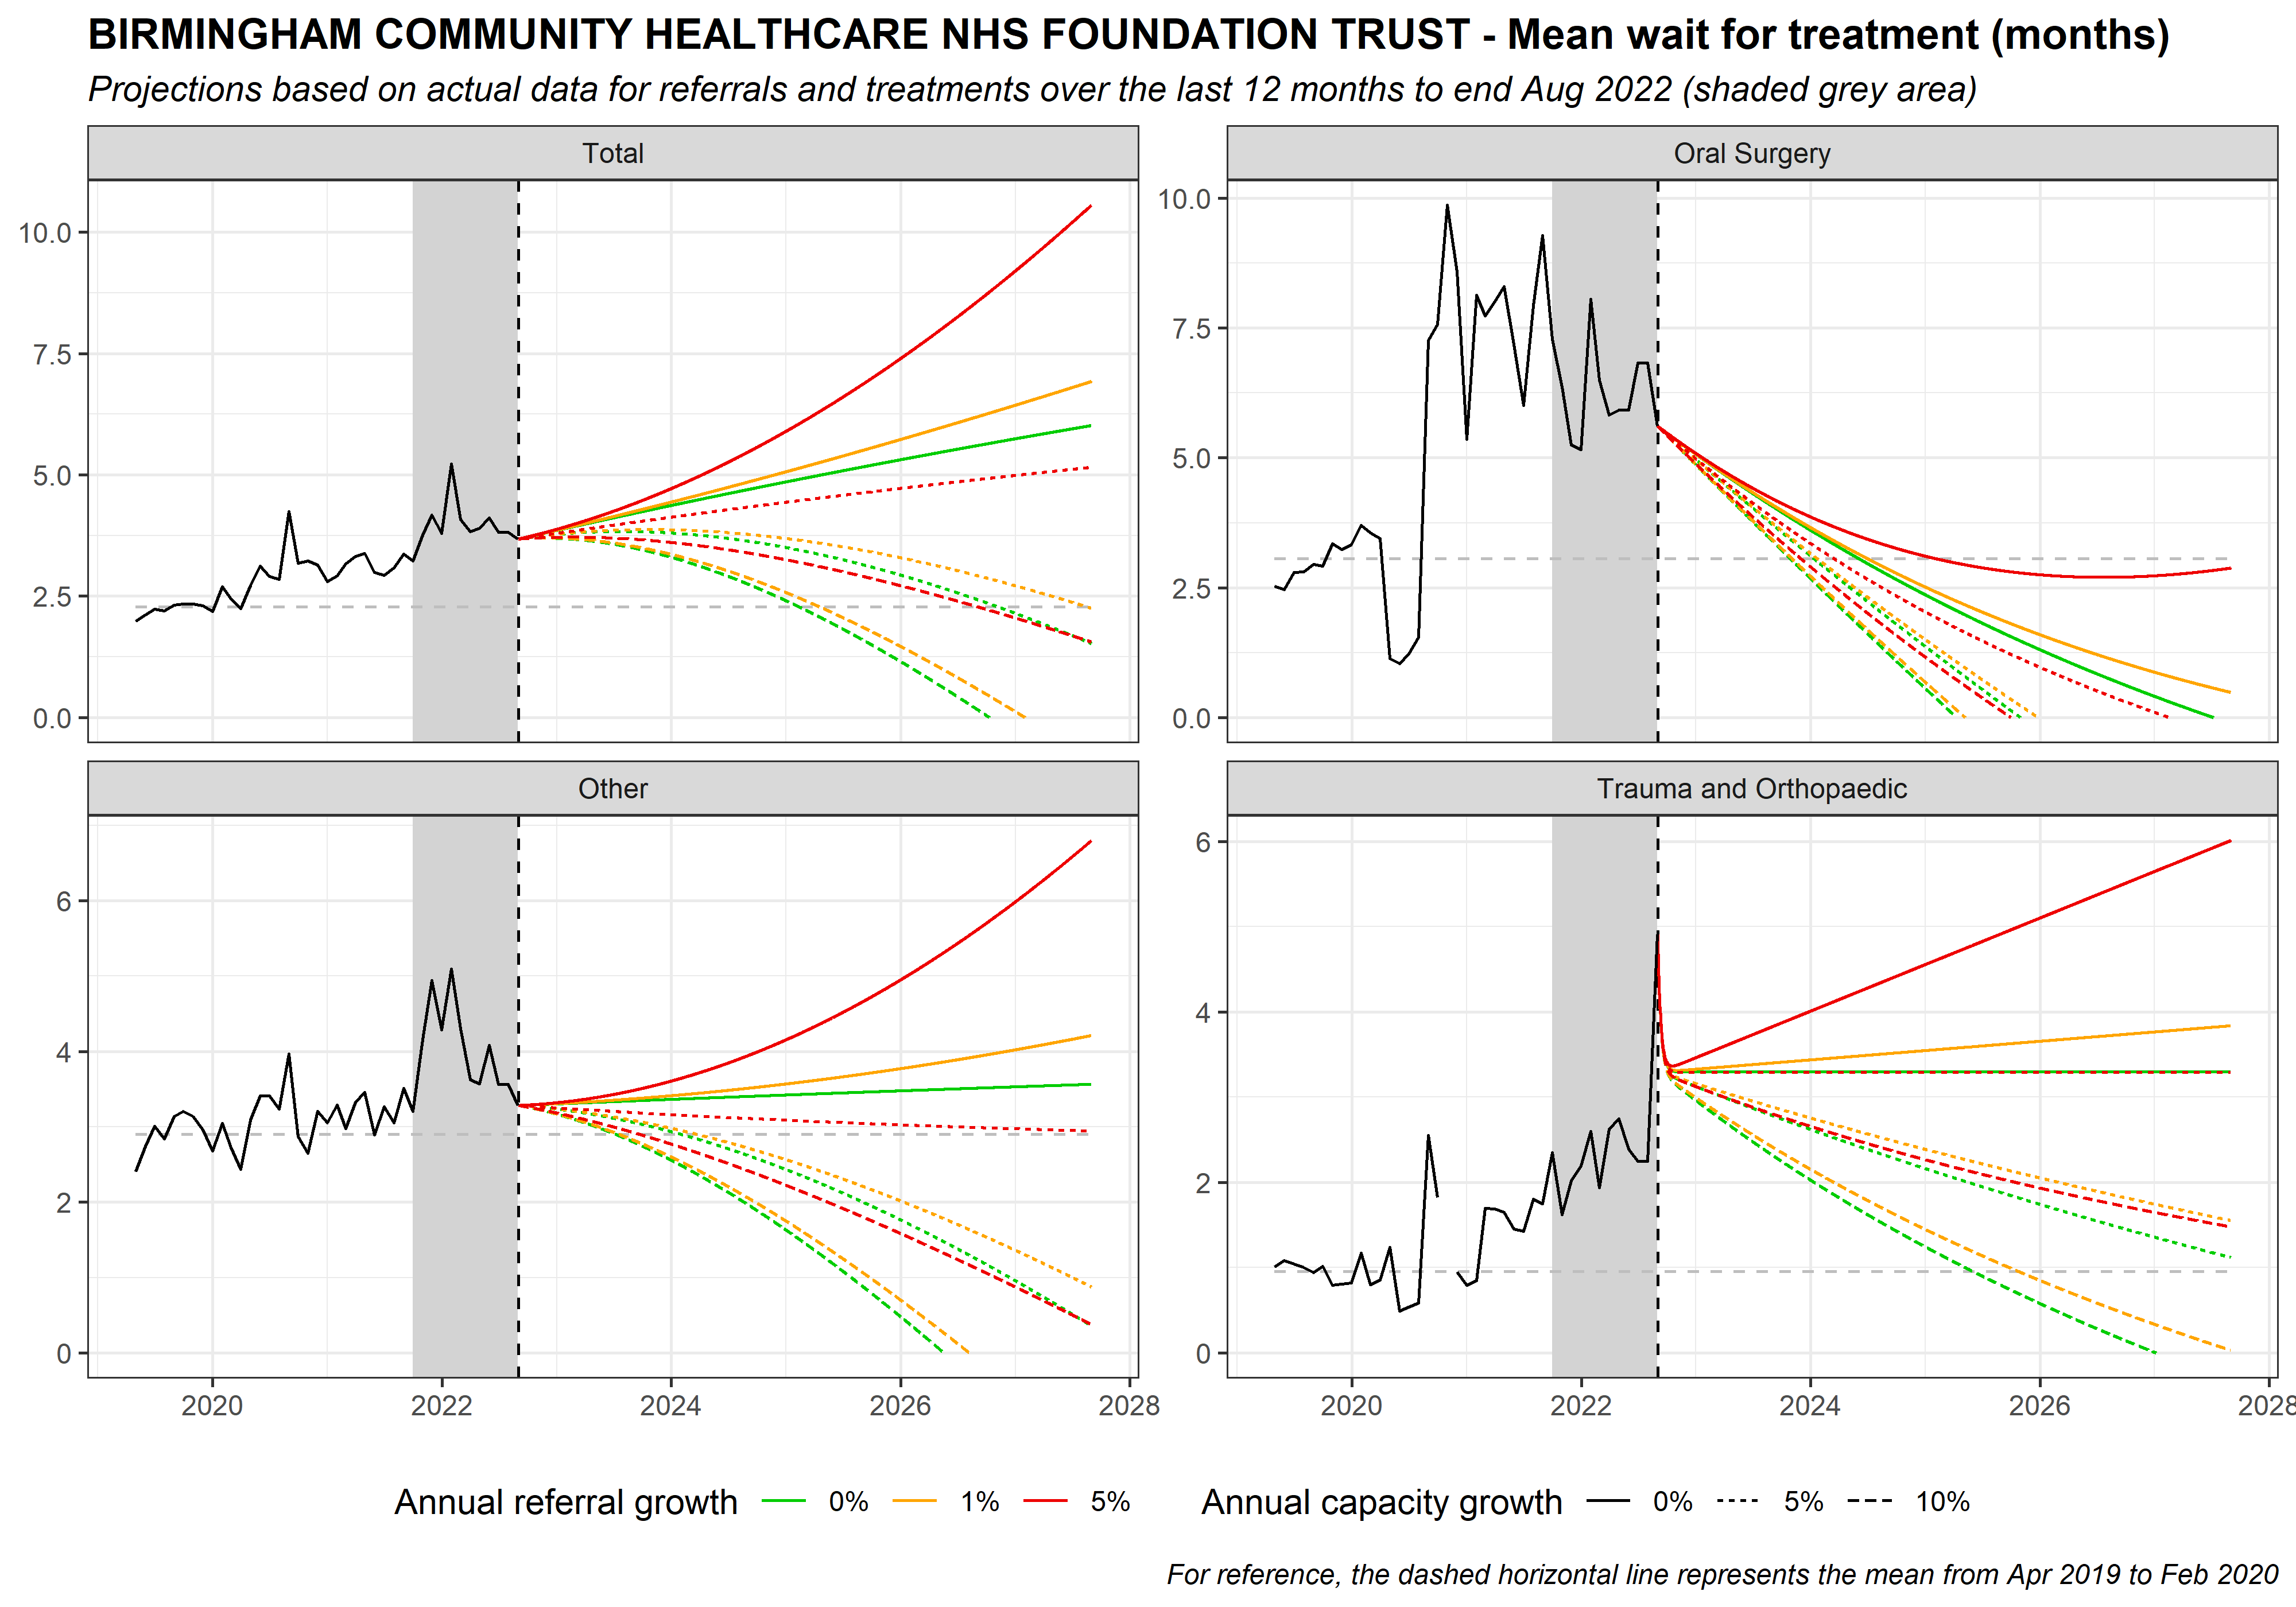 BIRMINGHAM COMMUNITY HEALTHCARE NHS FOUNDATION TRUST - Mean wait for treatment (months)
Projections based on actual data for referrals and treatments over the last 12 months to end Aug 2022 (shaded grey area)
Total
10.0
7.5
5.0
2.5
0.0
Oral Surgery
10.0
7.5
5.0
2.5
0.0
Other
6
4
2
0
2020 2022 2024 2026 2028
Trauma and Orthopaedic
6
4
2
0
2020 2022 2024 2026 2028
Annual referral growth 0% 1% 5%
Annual capacity growth 0% 5% 10%
For reference, the dashed horizontal line represents the mean from Apr 2019 to Feb 2020